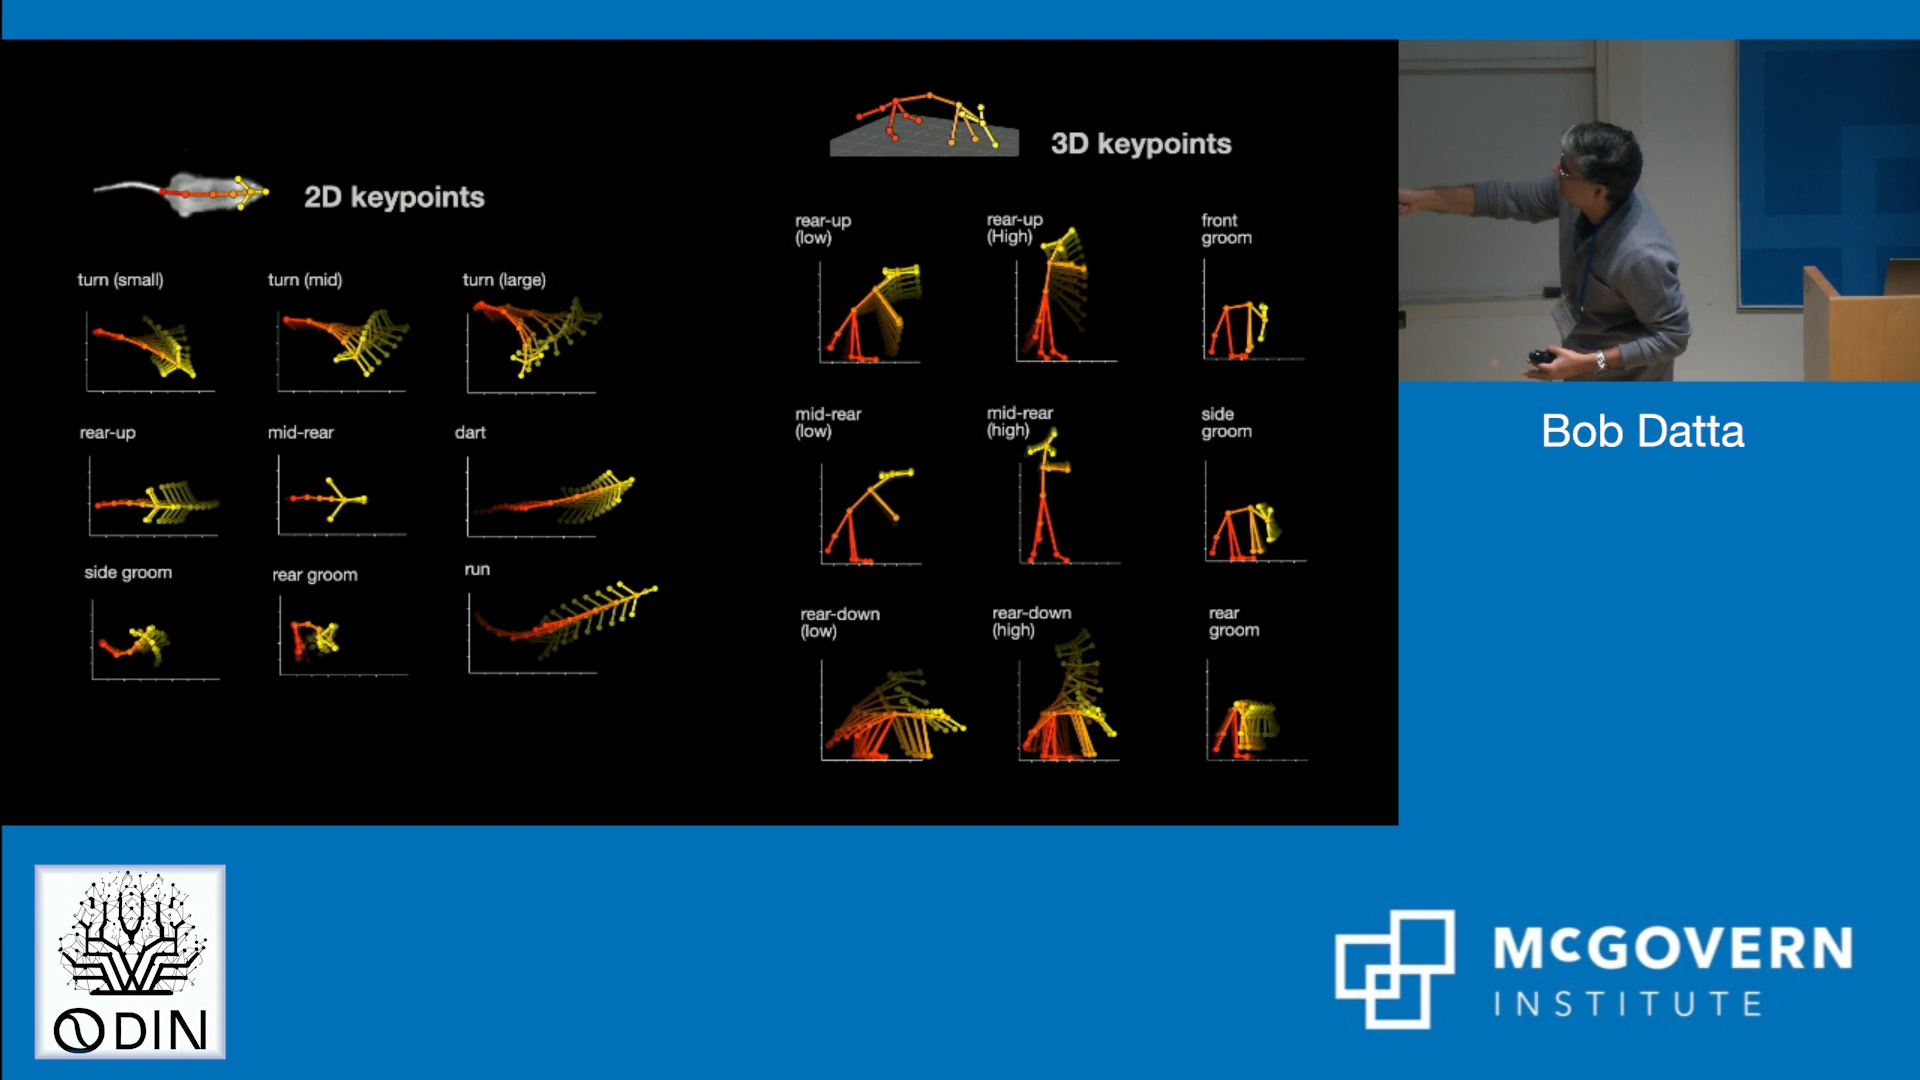 2D keypoints
turn (small)
turn (mid)
turn (large)
rear-up
mid-rear
dart
side groom
rear groom
run
3D keypoints
rear-up
(low)
rear-up
(High)
front
groom
mid-rear
(low)
mid-rear
(high)
side
groom
rear-down
(low)
rear-down
(high)
rear
groom
Bob Datta
ODIN
McGOVERN
INSTITUTE